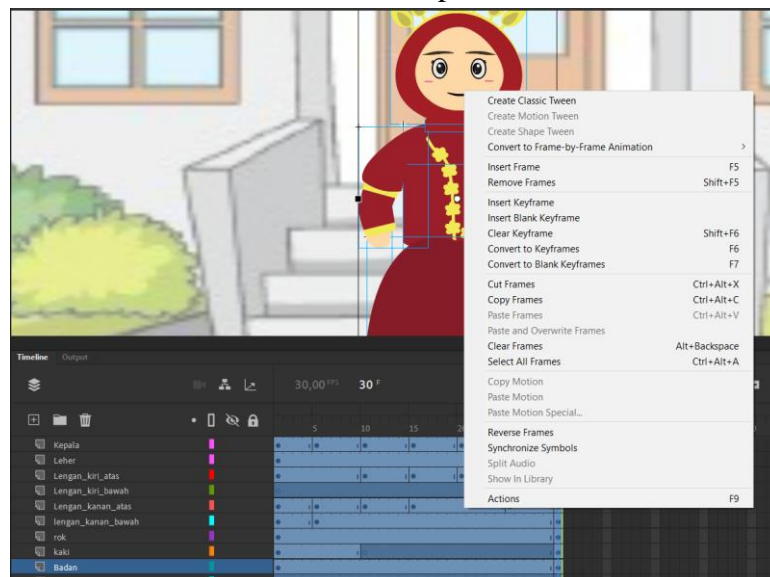 Create Classic Tween
Create Motion Tween
Create Shape Tween
Convert to Frame-by-Frame Animation
Insert Frame F5
Remove Frames Shift+F5
Insert Keyframe
Insert Blank Keyframe
Clear Keyframe Shift+F6
Convert to Keyframes F6
Convert to Blank Keyframes F7
Cut Frames Ctrl+Alt+X
Copy Frames Ctrl+Alt+C
Paste Frames Ctrl+Alt+V
Paste and Overwrite Frames
Clear Frames Alt+Backspace
Select All Frames Ctrl+Alt+A
Copy Motion
Paste Motion
Paste Motion Special...
Reverse Frames
Synchronize Symbols
Split Audio
Show In Library
Actions F9
Timeline Output
30,00 FPS 30 F
5 10 15
Kepala
Leher
Lengan_kiri_atas
Lengan_kiri_bawah
Lengan_kanan_atas
lengan_kanan_bawah
rok
kaki
Badan